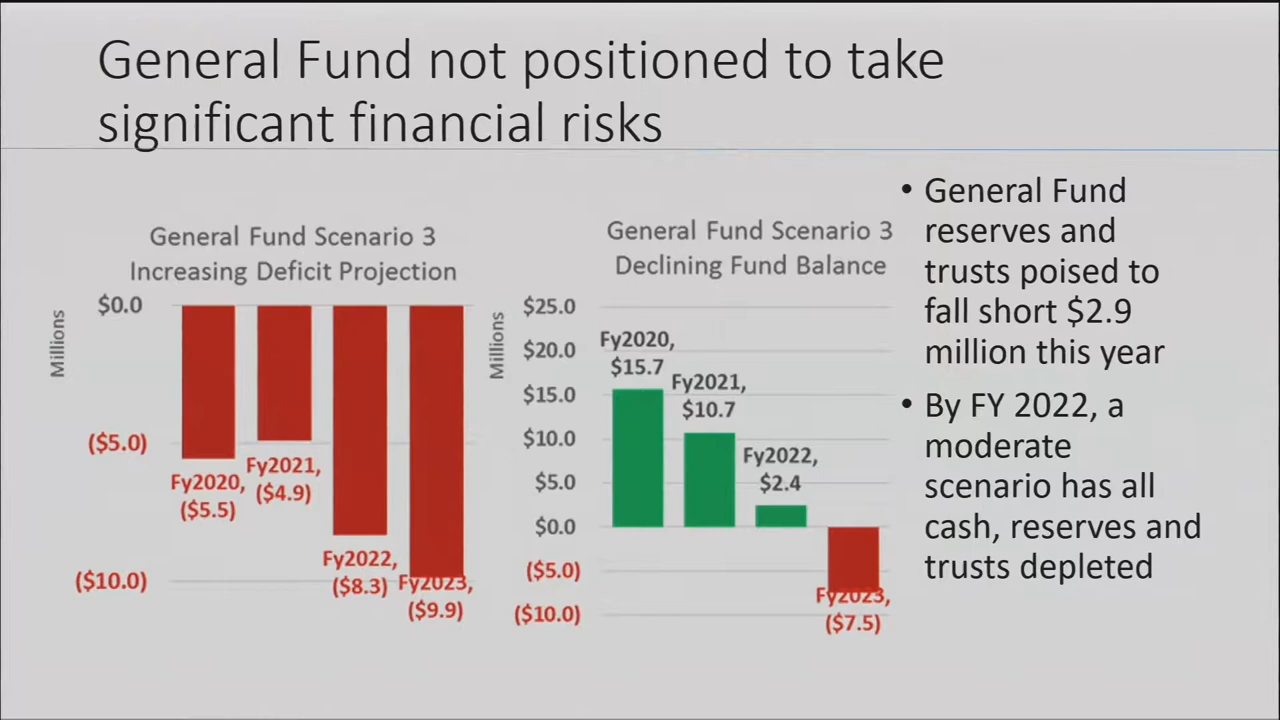 General Fund not positioned to take
significant financial risks
General Fund Scenario 3
Increasing Deficit Projection
Millions
$0.0
($5.0)
($10.0)
Fy2020,
($5.5)
Fy2021,
($4.9)
Fy2022,
($8.3)
Fy2023,
($9.9)
General Fund Scenario 3
Declining Fund Balance
Millions
$25.0
$20.0
$15.0
$10.0
$5.0
$0.0
($5.0)
($10.0)
Fy2020,
$15.7
Fy2021,
$10.7
Fy2022,
$2.4
Fy2023,
($7.5)
• General Fund
reserves and
trusts poised to
fall short $2.9
million this year
• By FY 2022, a
moderate
scenario has all
cash, reserves and
trusts depleted